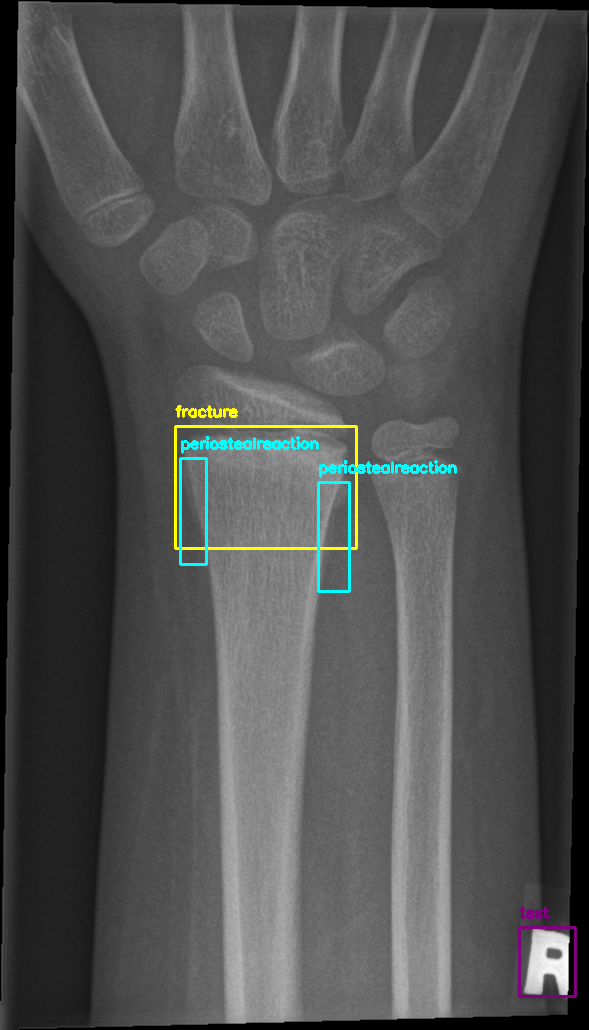 fracture
periostealreaction
periostealreaction
text
R